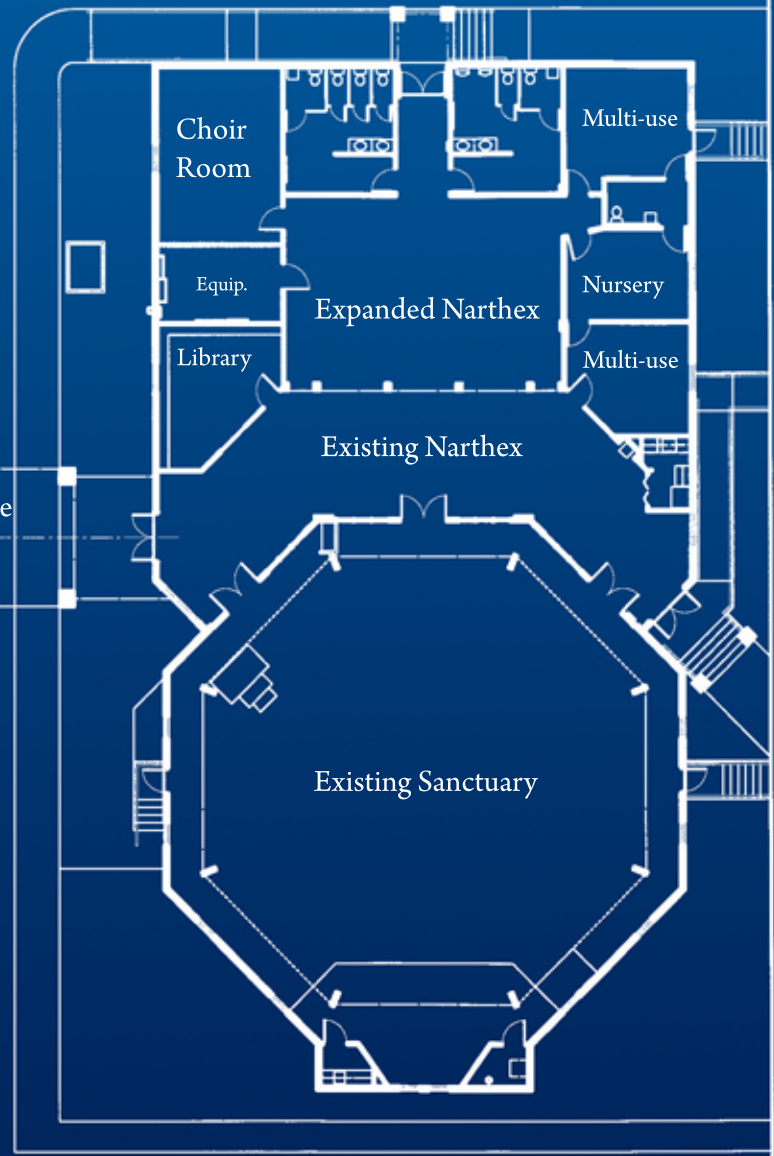 Choir
Room
Multi-use
Equip.
Nursery
Expanded Narthex
Library
Multi-use
Existing Narthex
e
Existing Sanctuary